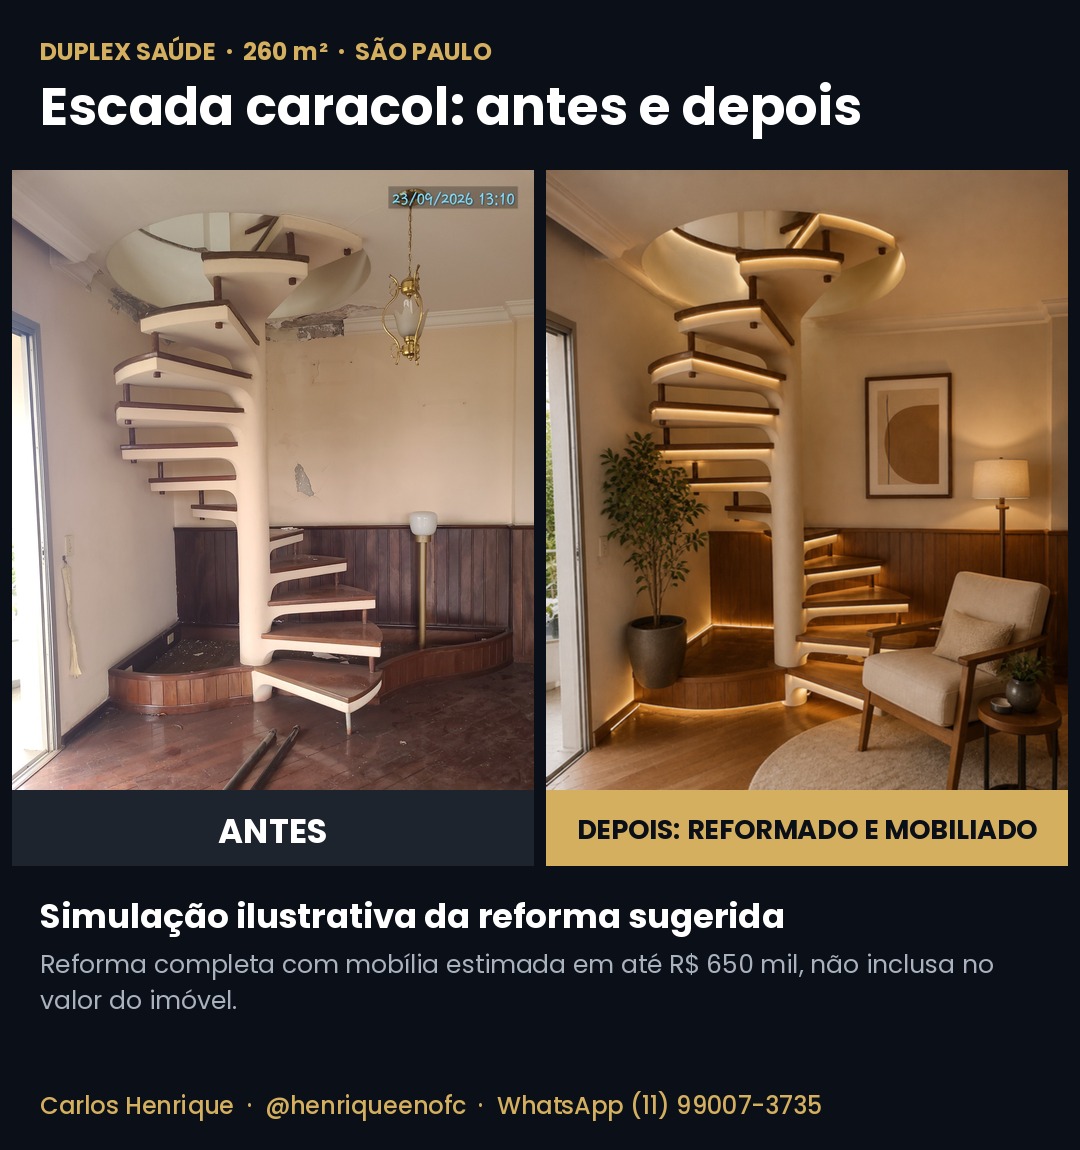 DUPLEX SAÚDE · 260 m² · SÃO PAULO
Escada caracol: antes e depois
23/09/2026 13:10
ANTES
DEPOIS: REFORMADO E MOBILIADO
Simulação ilustrativa da reforma sugerida
Reforma completa com mobília estimada em até R$ 650 mil, não inclusa no
valor do imóvel.
Carlos Henrique · @henriqueenofc · WhatsApp (11) 99007-3735